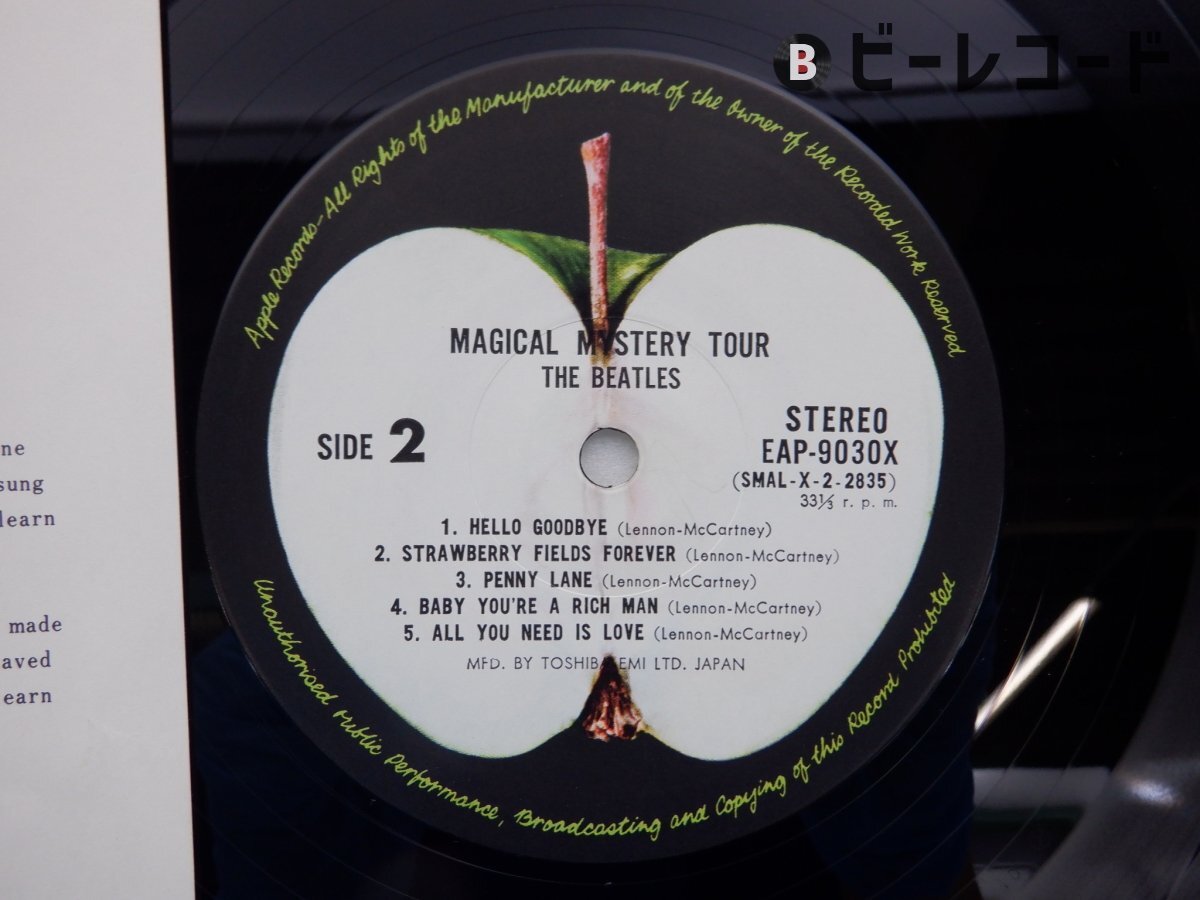 B ビーレコード
Apple Records-All Rights of the Manufacturer and of the Owner of the Recorded Work Reserved
MAGICAL MYSTERY TOUR
THE BEATLES
SIDE 2
STEREO
EAP-9030X
(SMAL-X-2-2835)
33⅓ r. p. m.
1. HELLO GOODBYE (Lennon-McCartney)
2. STRAWBERRY FIELDS FOREVER (Lennon-McCartney)
3. PENNY LANE (Lennon-McCartney)
4. BABY YOU'RE A RICH MAN (Lennon-McCartney)
5. ALL YOU NEED IS LOVE (Lennon-McCartney)
MFD. BY TOSHIBA EMI LTD. JAPAN
Unauthorised Public Performance, Broadcasting and Copying of this Record Prohibited
ne
sung
learn
made
aved
earn